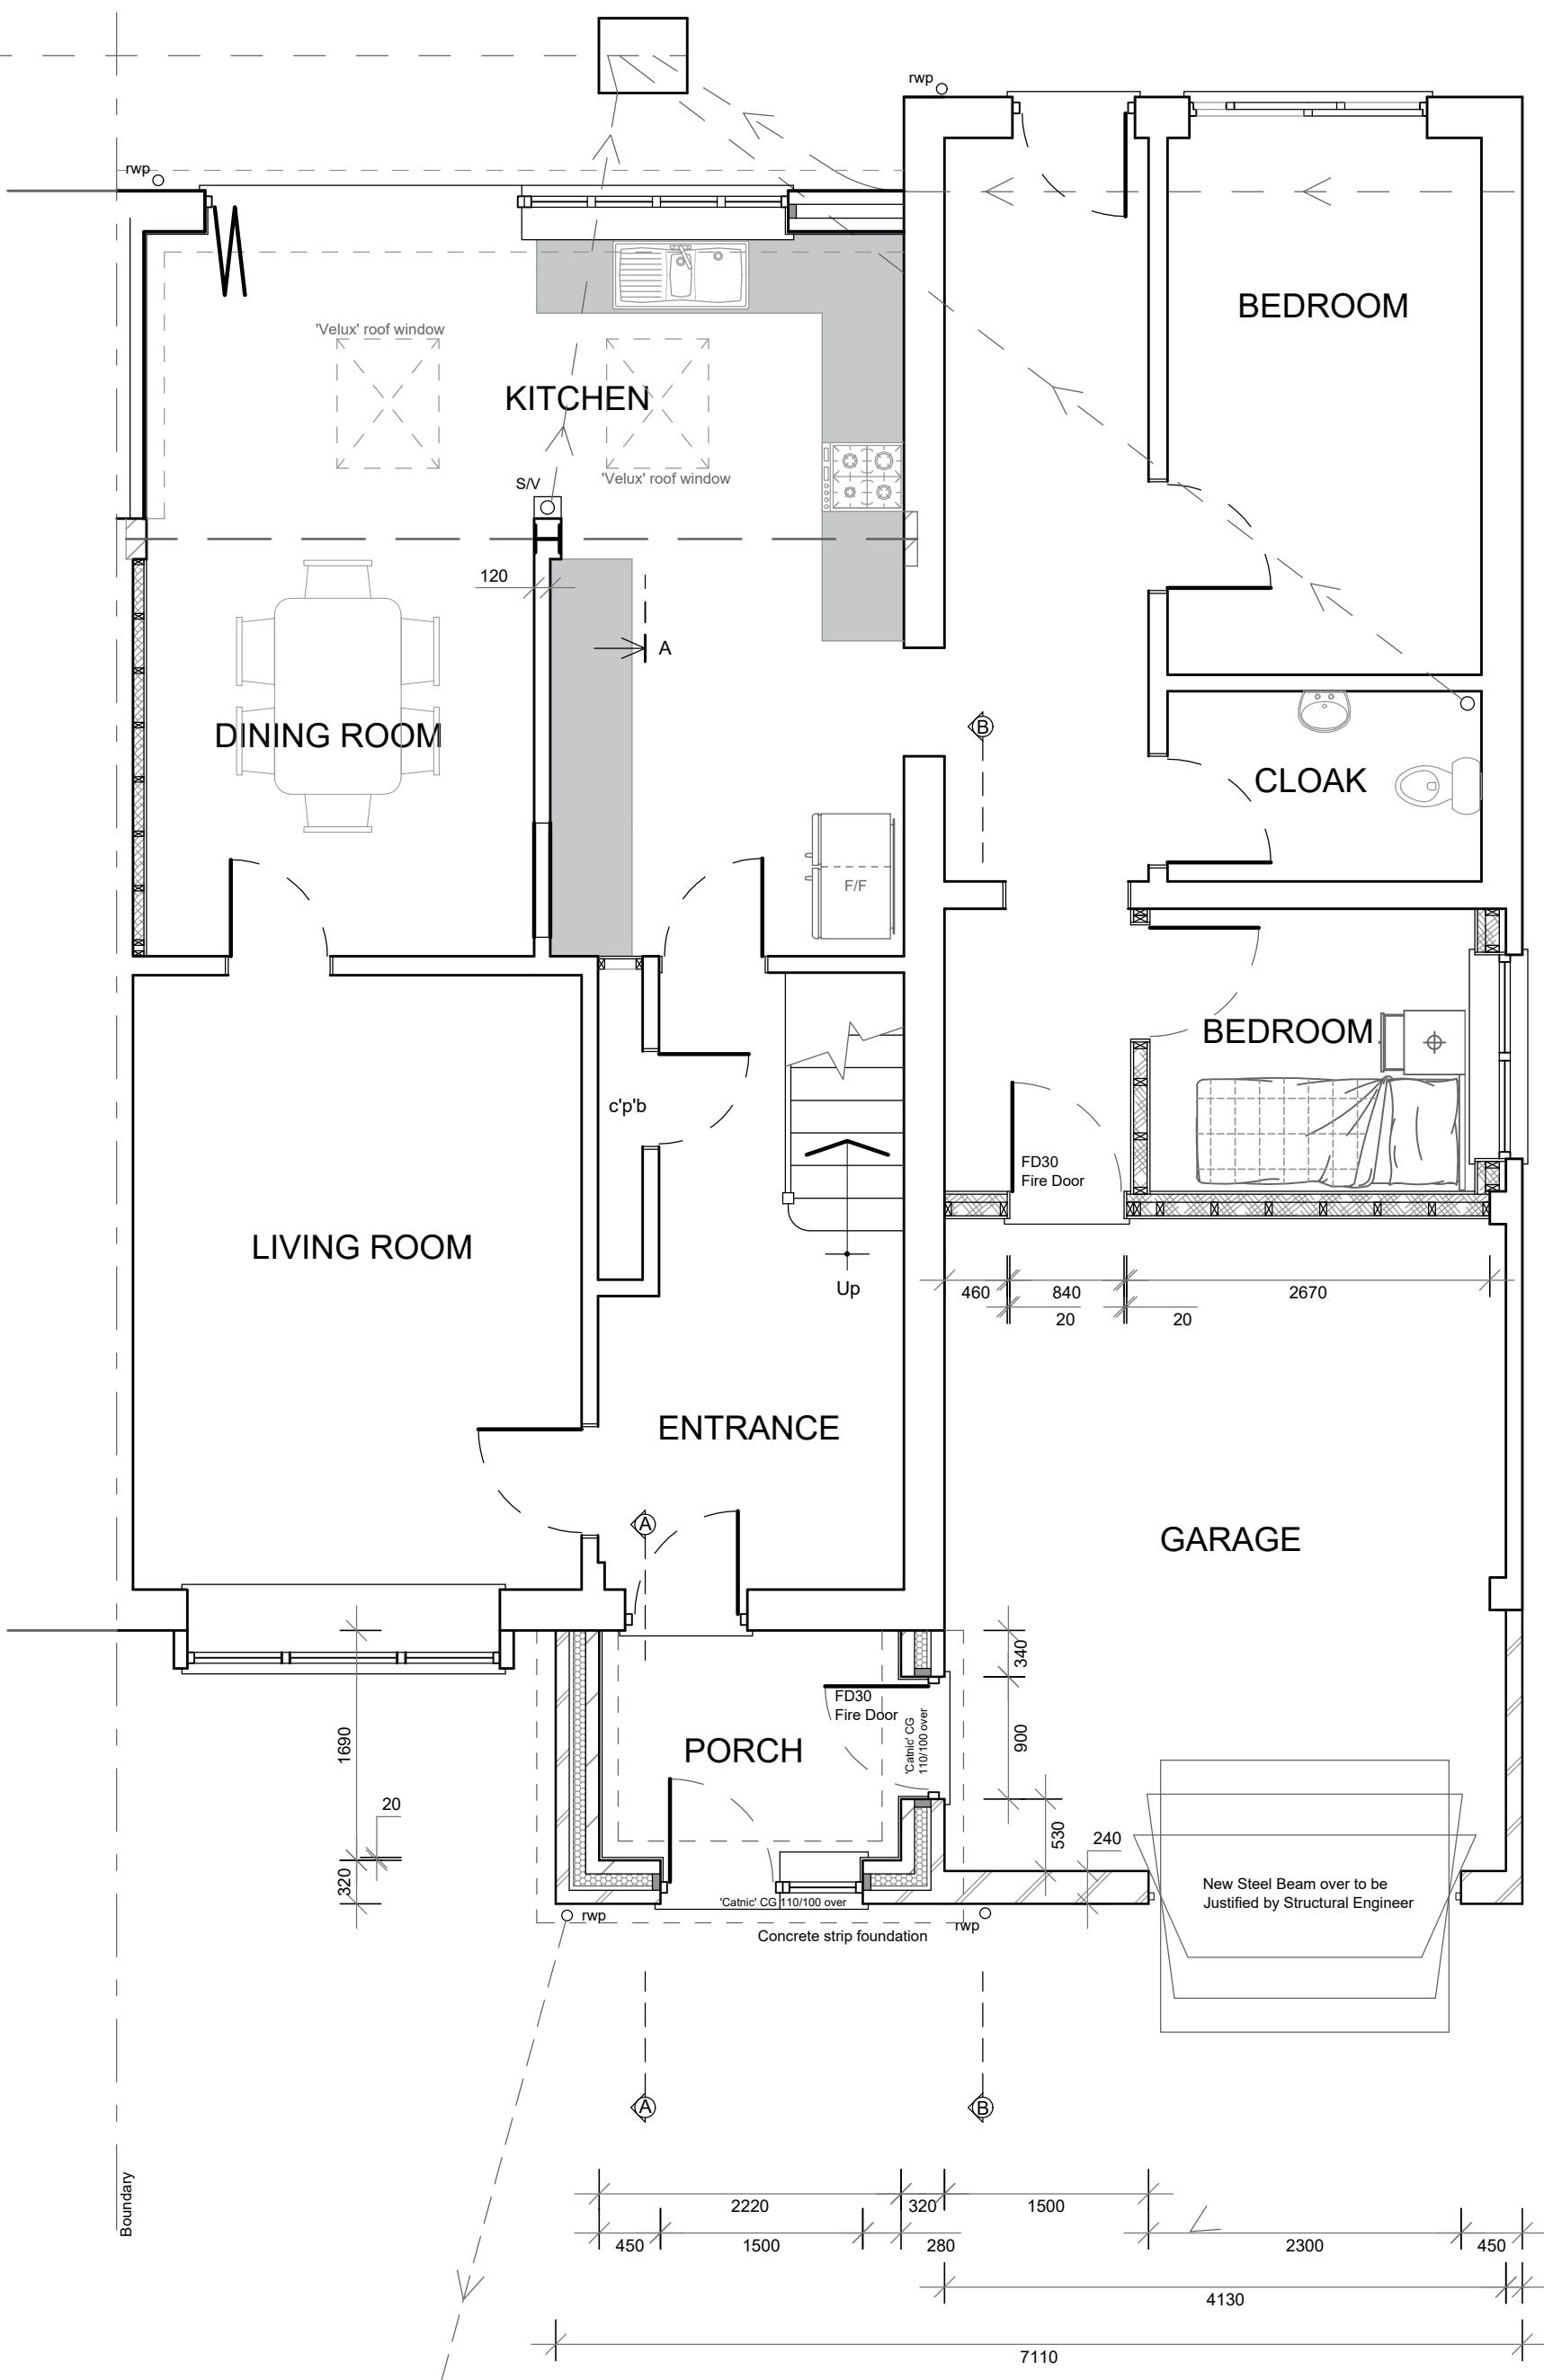 rwp
rwp
BEDROOM
'Velux' roof window
KITCHEN
'Velux' roof window
S/V
120
A
B
DINING ROOM
CLOAK
F/F
BEDROOM
c'p'b
FD30
Fire Door
LIVING ROOM
Up
460
840
2670
20
20
ENTRANCE
A
GARAGE
340
FD30
Fire Door
'Catnic' CG
110/100 over
900
1690
PORCH
20
530
240
320
New Steel Beam over to be
Justified by Structural Engineer
'Catnic' CG 110/100 over
rwp
rwp
Concrete strip foundation
A
B
Boundary
2220
320
1500
450
1500
280
2300
450
4130
7110